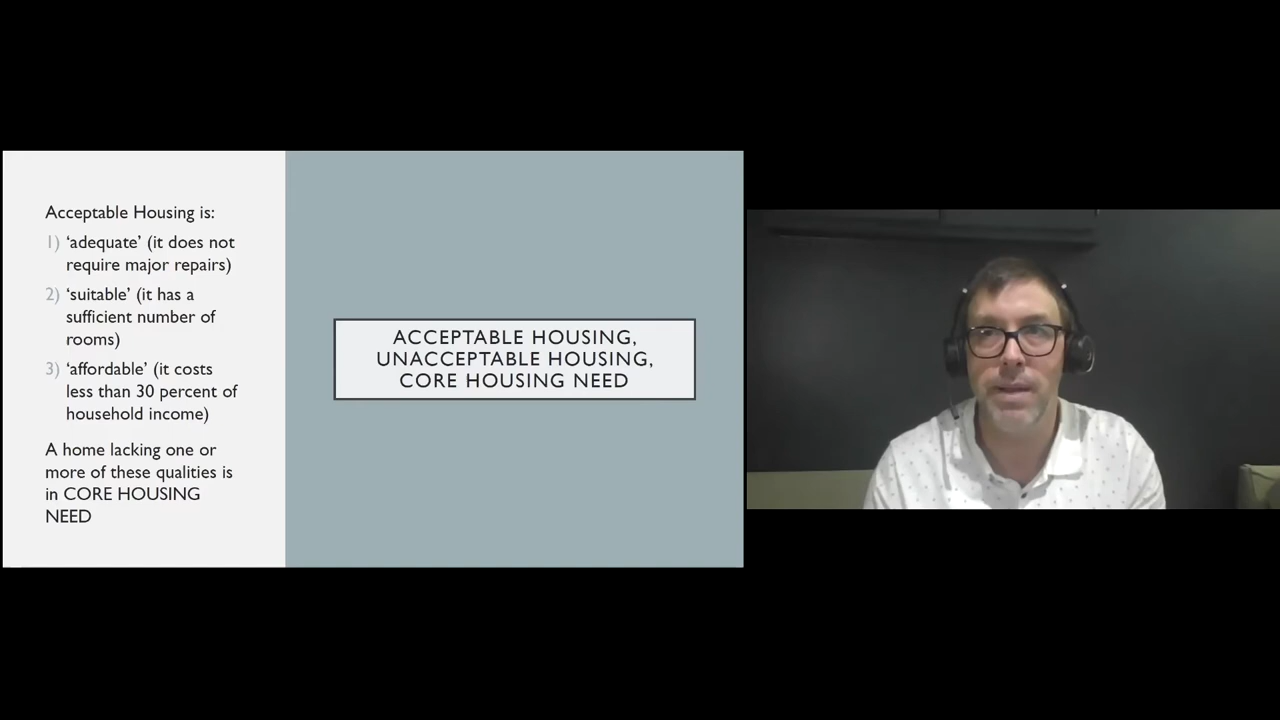 Acceptable Housing is:
1) ‘adequate’ (it does not
require major repairs)
2) ‘suitable’ (it has a
sufficient number of
rooms)
3) ‘affordable’ (it costs
less than 30 percent of
household income)
A home lacking one or
more of these qualities is
in CORE HOUSING
NEED
ACCEPTABLE HOUSING,
UNACCEPTABLE HOUSING,
CORE HOUSING NEED